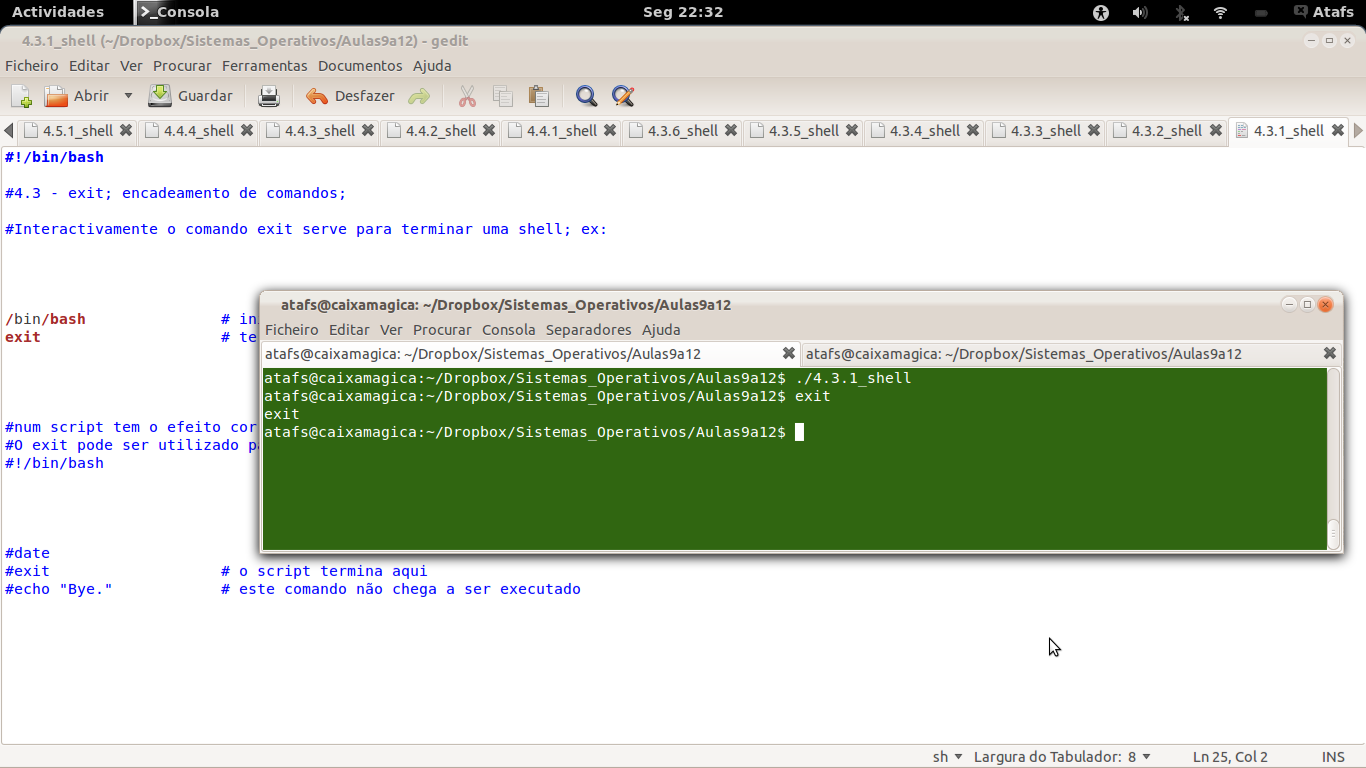 Actividades
>_Consola
Seg 22:32
Atafs
4.3.1_shell (~/Dropbox/Sistemas_Operativos/Aulas9a12) - gedit
Ficheiro Editar Ver Procurar Ferramentas Documentos Ajuda
Abrir Guardar Desfazer
4.5.1_shell 4.4.4_shell 4.4.3_shell 4.4.2_shell 4.4.1_shell 4.3.6_shell 4.3.5_shell 4.3.4_shell 4.3.3_shell 4.3.2_shell 4.3.1_shell
#!/bin/bash
#4.3 - exit; encadeamento de comandos;
#Interactivamente o comando exit serve para terminar uma shell; ex:
/bin/bash # in
exit # te
#num script tem o efeito cor
#O exit pode ser utilizado pa
#!/bin/bash
#date
#exit # o script termina aqui
#echo "Bye." # este comando não chega a ser executado
atafs@caixamagica: ~/Dropbox/Sistemas_Operativos/Aulas9a12
Ficheiro Editar Ver Procurar Consola Separadores Ajuda
atafs@caixamagica: ~/Dropbox/Sistemas_Operativos/Aulas9a12 atafs@caixamagica: ~/Dropbox/Sistemas_Operativos/Aulas9a12
atafs@caixamagica:~/Dropbox/Sistemas_Operativos/Aulas9a12$ ./4.3.1_shell
atafs@caixamagica:~/Dropbox/Sistemas_Operativos/Aulas9a12$ exit
exit
atafs@caixamagica:~/Dropbox/Sistemas_Operativos/Aulas9a12$
sh Largura do Tabulador: 8 Ln 25, Col 2 INS